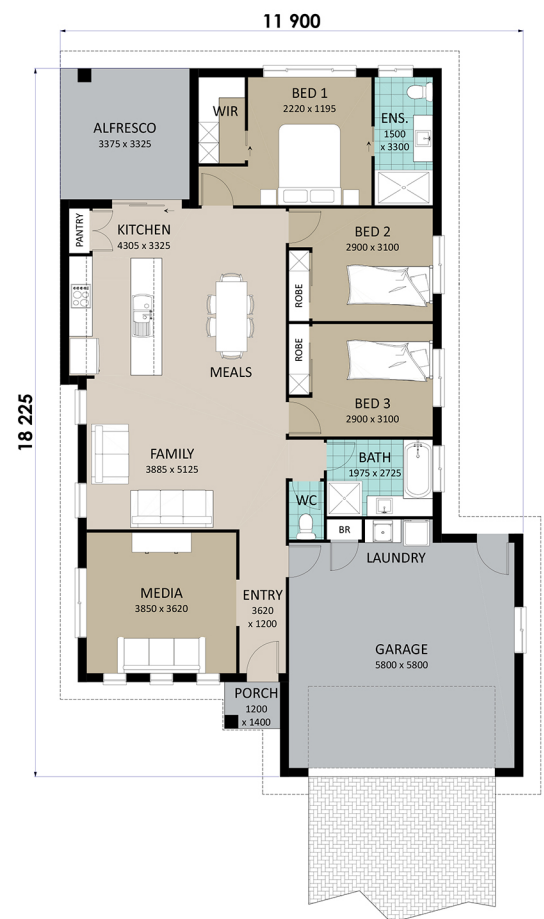 11 900
18 225
ALFRESCO
3375 x 3325
WIR
BED 1
2220 x 1195
ENS.
1500
x 3300
PANTRY
KITCHEN
4305 x 3325
BED 2
2900 x 3100
ROBE
MEALS
ROBE
BED 3
2900 x 3100
FAMILY
3885 x 5125
BATH
1975 x 2725
WC
BR
LAUNDRY
MEDIA
3850 x 3620
ENTRY
3620
x 1200
GARAGE
5800 x 5800
PORCH
1200
x 1400